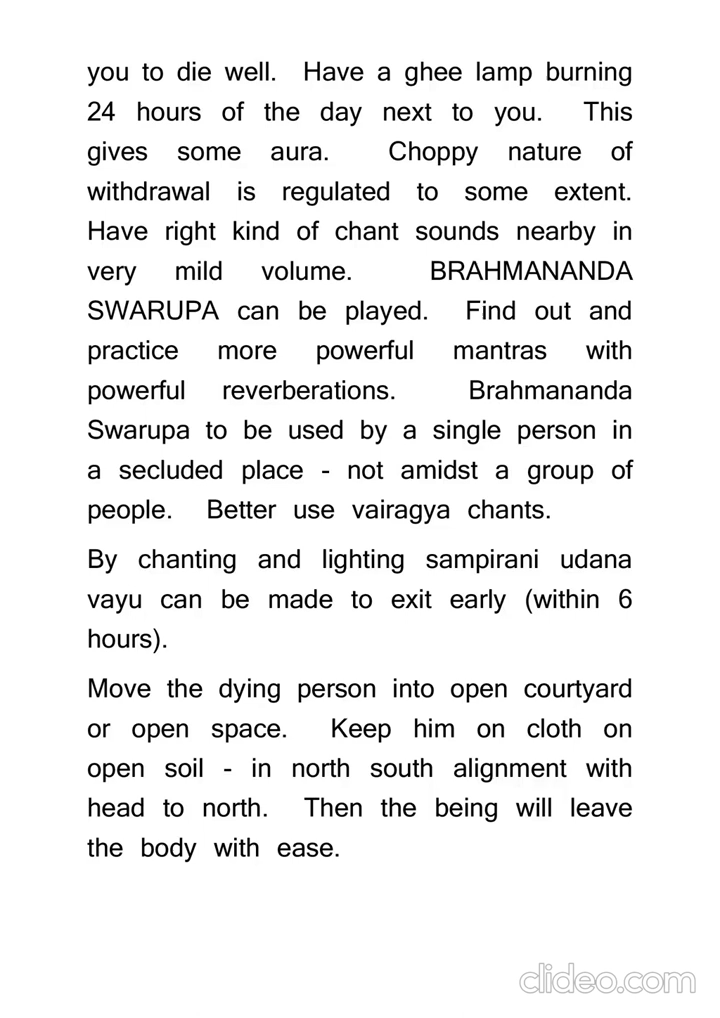 you to die well. Have a ghee lamp burning
24 hours of the day next to you. This
gives some aura. Choppy nature of
withdrawal is regulated to some extent.
Have right kind of chant sounds nearby in
very mild volume. BRAHMANANDA
SWARUPA can be played. Find out and
practice more powerful mantras with
powerful reverberations. Brahmananda
Swarupa to be used by a single person in
a secluded place - not amidst a group of
people. Better use vairagya chants.
By chanting and lighting sampirani udana
vayu can be made to exit early (within 6
hours).
Move the dying person into open courtyard
or open space. Keep him on cloth on
open soil - in north south alignment with
head to north. Then the being will leave
the body with ease.
clideo.com